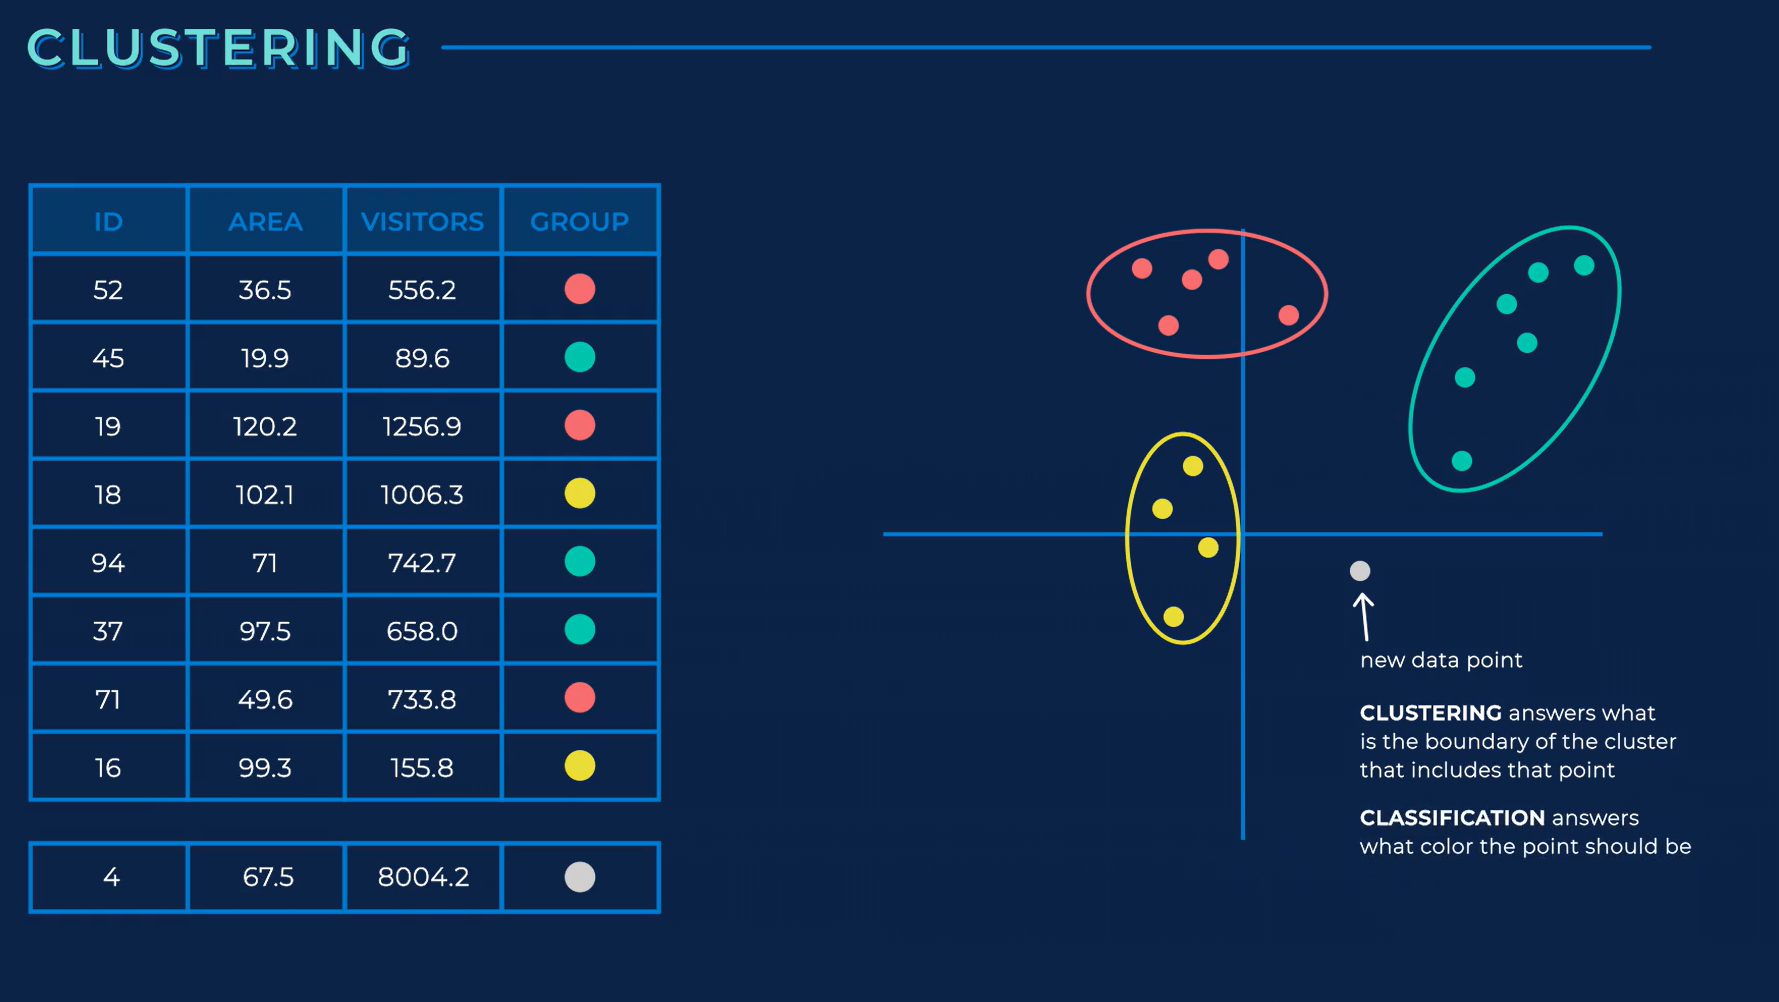 CLUSTERING
ID AREA VISITORS GROUP
52 36.5 556.2
45 19.9 89.6
19 120.2 1256.9
18 102.1 1006.3
94 71 742.7
37 97.5 658.0
71 49.6 733.8
16 99.3 155.8
4 67.5 8004.2
new data point
CLUSTERING answers what
is the boundary of the cluster
that includes that point
CLASSIFICATION answers
what color the point should be